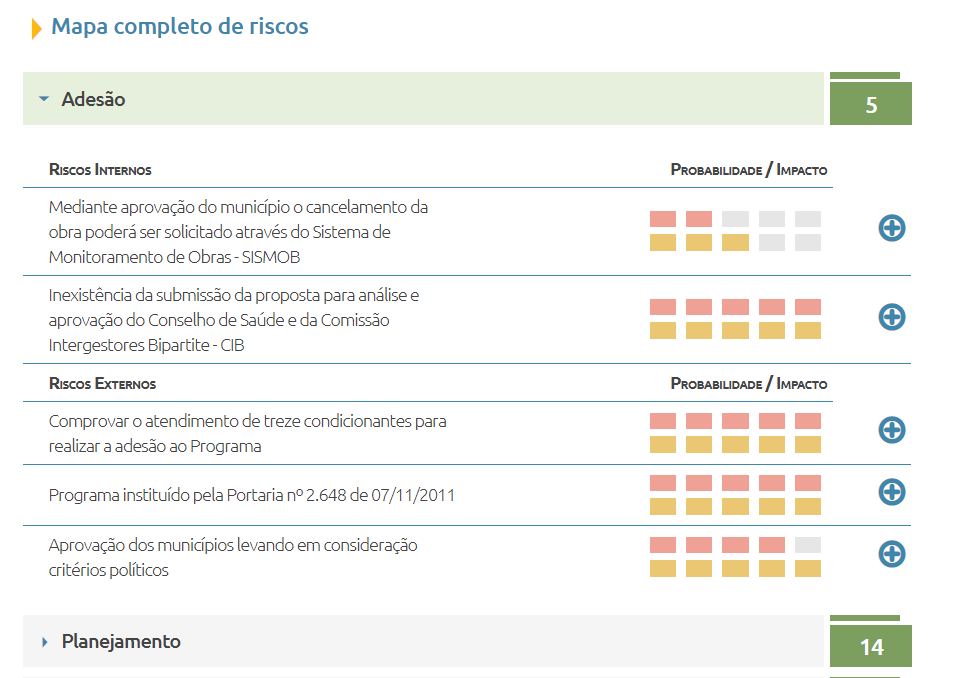 Mapa completo de riscos
Adesão
5
Riscos Internos
Probabilidade / Impacto
Mediante aprovação do município o cancelamento da
obra poderá ser solicitado através do Sistema de
Monitoramento de Obras - SISMOB
Inexistência da submissão da proposta para análise e
aprovação do Conselho de Saúde e da Comissão
Intergestores Bipartite - CIB
Riscos Externos
Probabilidade / Impacto
Comprovar o atendimento de treze condicionantes para
realizar a adesão ao Programa
Programa instituído pela Portaria nº 2.648 de 07/11/2011
Aprovação dos municípios levando em consideração
critérios políticos
Planejamento
14